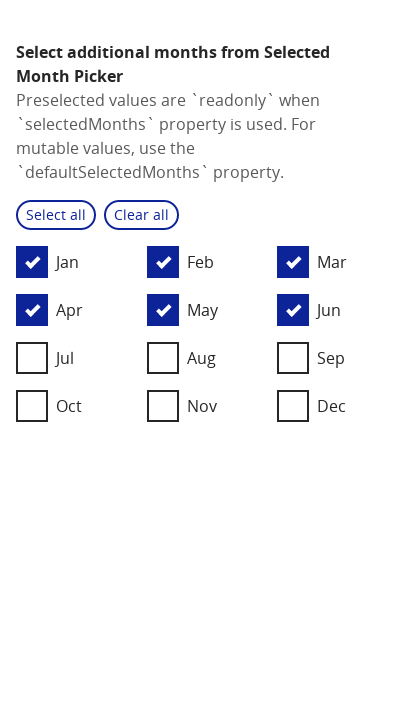 Select additional months from Selected
Month Picker
Preselected values are `readonly` when
`selectedMonths` property is used. For
mutable values, use the
`defaultSelectedMonths` property.
Select all Clear all
Jan Feb Mar
Apr May Jun
Jul Aug Sep
Oct Nov Dec